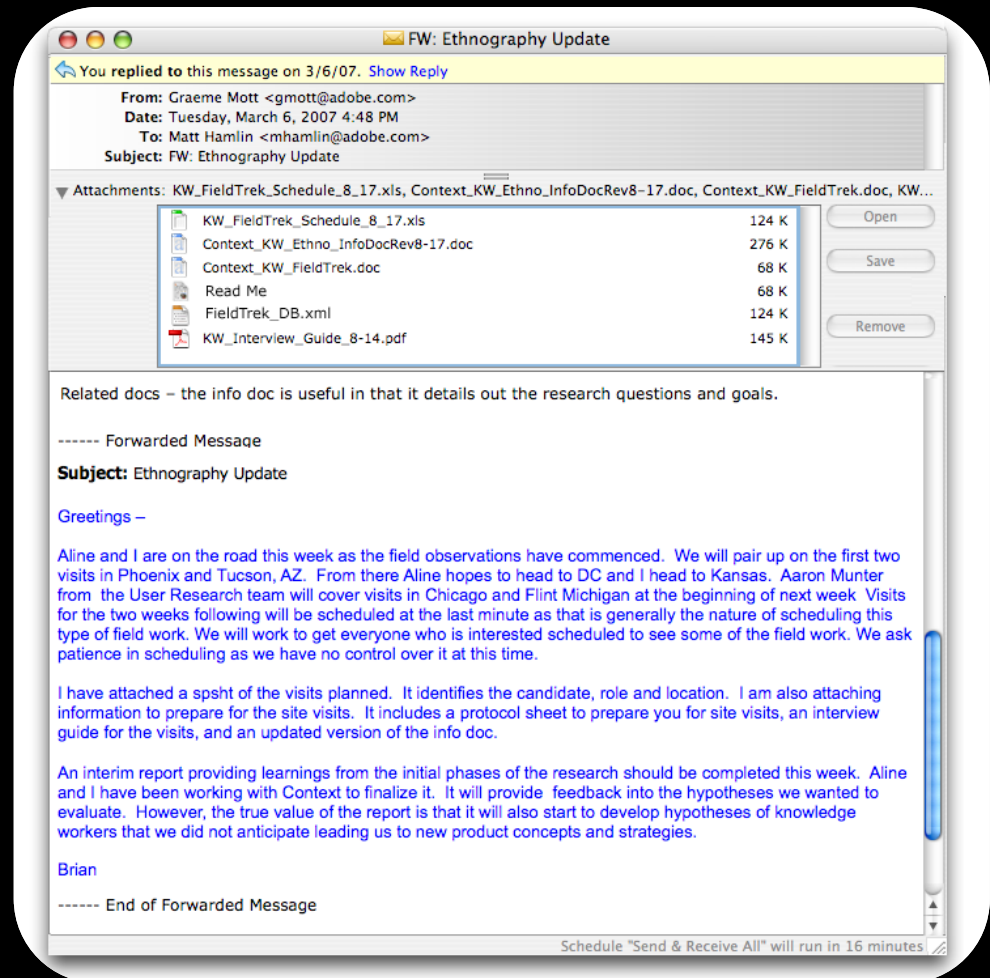 FW: Ethnography Update
You replied to this message on 3/6/07. Show Reply
From: Graeme Mott <gmott@adobe.com>
Date: Tuesday, March 6, 2007 4:48 PM
To: Matt Hamlin <mhamlin@adobe.com>
Subject: FW: Ethnography Update
Attachments: KW_FieldTrek_Schedule_8_17.xls, Context_KW_Ethno_InfoDocRev8-17.doc, Context_KW_FieldTrek.doc, KW...
KW_FieldTrek_Schedule_8_17.xls 124 K Open
Context_KW_Ethno_InfoDocRev8-17.doc 276 K
Context_KW_FieldTrek.doc 68 K Save
Read Me 68 K
FieldTrek_DB.xml 124 K Remove
KW_Interview_Guide_8-14.pdf 145 K
Related docs – the info doc is useful in that it details out the research questions and goals.
------ Forwarded Message
Subject: Ethnography Update
Greetings –
Aline and I are on the road this week as the field observations have commenced. We will pair up on the first two
visits in Phoenix and Tucson, AZ. From there Aline hopes to head to DC and I head to Kansas. Aaron Munter
from the User Research team will cover visits in Chicago and Flint Michigan at the beginning of next week Visits
for the two weeks following will be scheduled at the last minute as that is generally the nature of scheduling this
type of field work. We will work to get everyone who is interested scheduled to see some of the field work. We ask
patience in scheduling as we have no control over it at this time.
I have attached a spsht of the visits planned. It identifies the candidate, role and location. I am also attaching
information to prepare for the site visits. It includes a protocol sheet to prepare you for site visits, an interview
guide for the visits, and an updated version of the info doc.
An interim report providing learnings from the initial phases of the research should be completed this week. Aline
and I have been working with Context to finalize it. It will provide feedback into the hypotheses we wanted to
evaluate. However, the true value of the report is that it will also start to develop hypotheses of knowledge
workers that we did not anticipate leading us to new product concepts and strategies.
Brian
------ End of Forwarded Message
Schedule "Send & Receive All" will run in 16 minutes